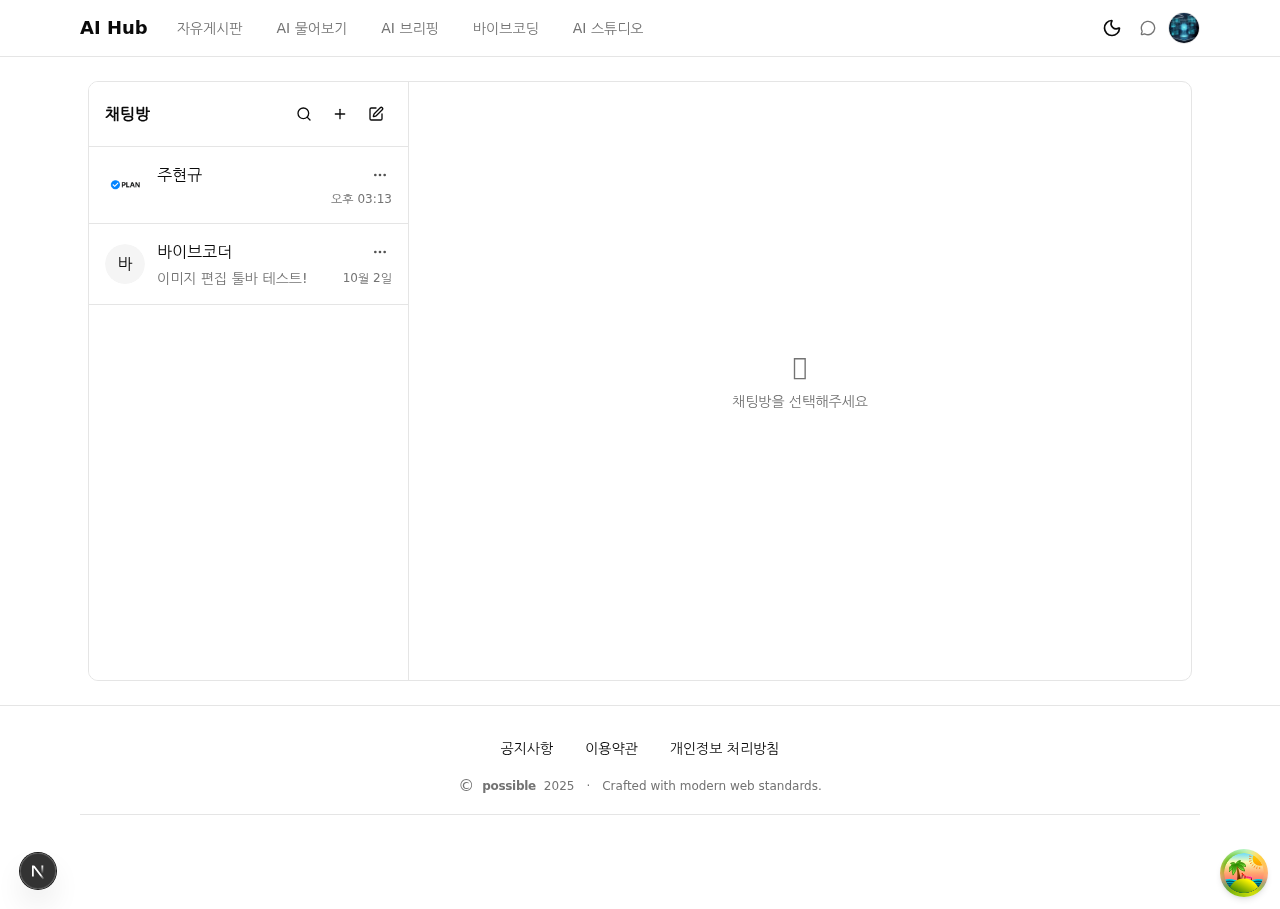 AI Hub
자유게시판
AI 물어보기
AI 브리핑
바이브코딩
AI 스튜디오
채팅방
PLAN
주현규
오후 03:13
바
바이브코더
이미지 편집 툴바 테스트!
10월 2일
채팅방을 선택해주세요
공지사항
이용약관
개인정보 처리방침
© possible 2025 · Crafted with modern web standards.
N